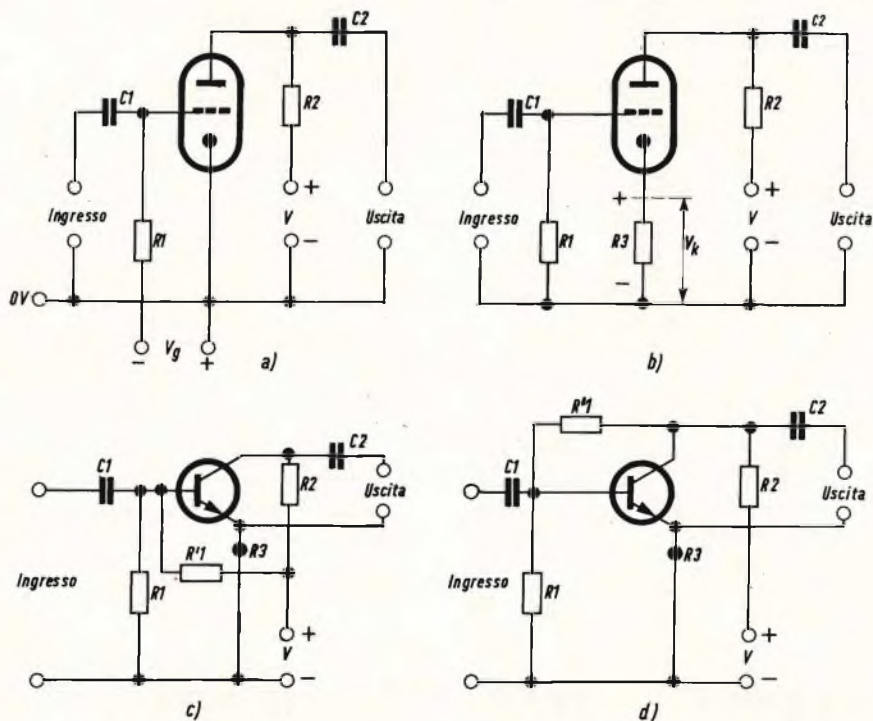 C2
C1
R2
+
V
−
Ingresso
R1
Uscita
0V
− Vg +
a)
C2
C1
R2
+
Ingresso
R1
+
R3
−
Vk
V
−
Uscita
b)
C1
C2
R2
Uscita
R3
R'1
Ingresso
R1
+
V
−
c)
R"1
C2
C1
R2
Uscita
R3
Ingresso
R1
+
V
−
d)